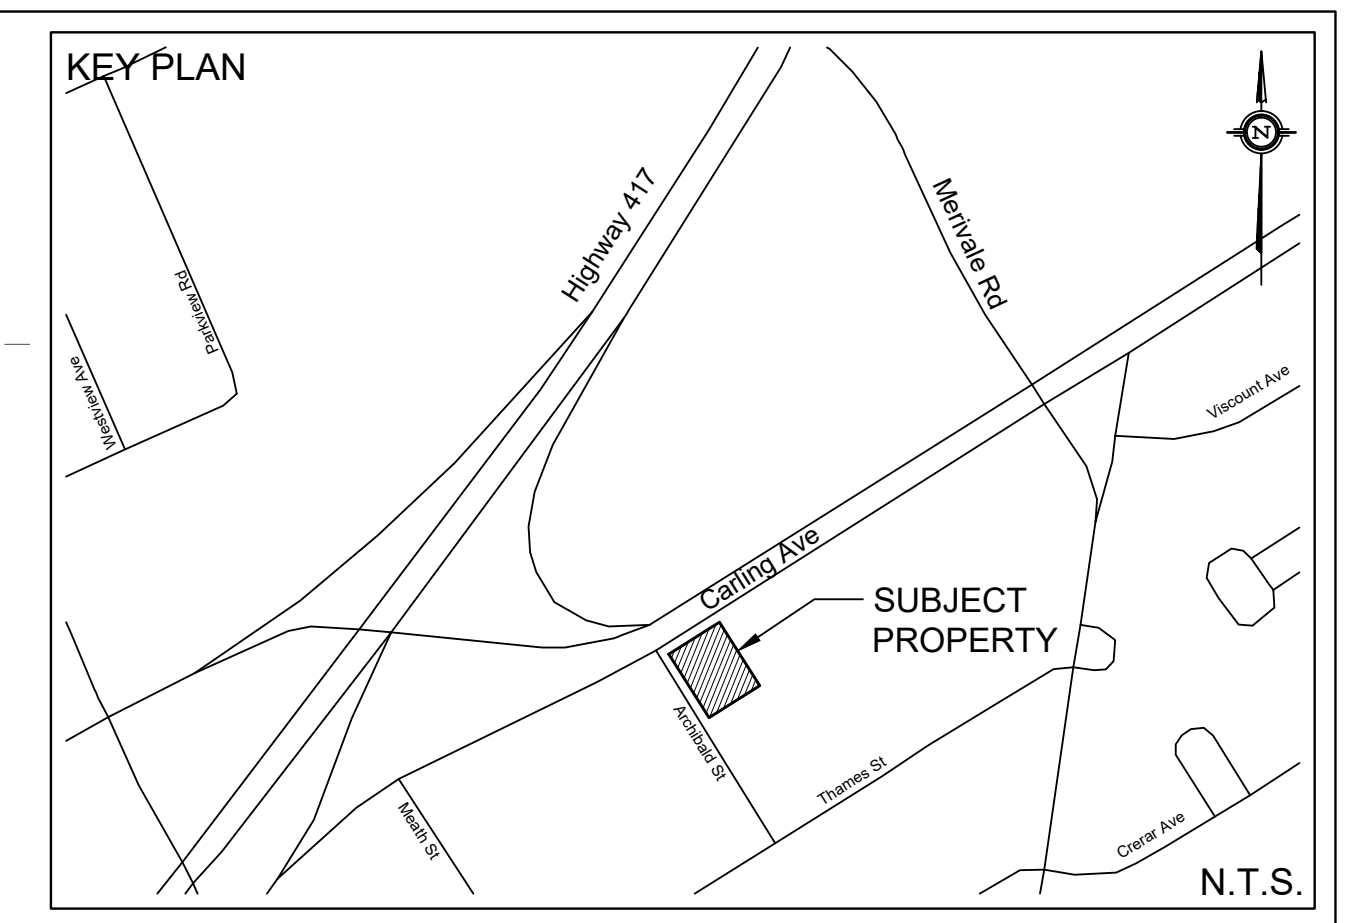 KEY PLAN
N
Highway 417
Merivale Rd
Parkview Rd
Westview Ave
Viscount Ave
Carling Ave
SUBJECT
PROPERTY
Archibald St
Thames St
Meath St
Crerar Ave
N.T.S.